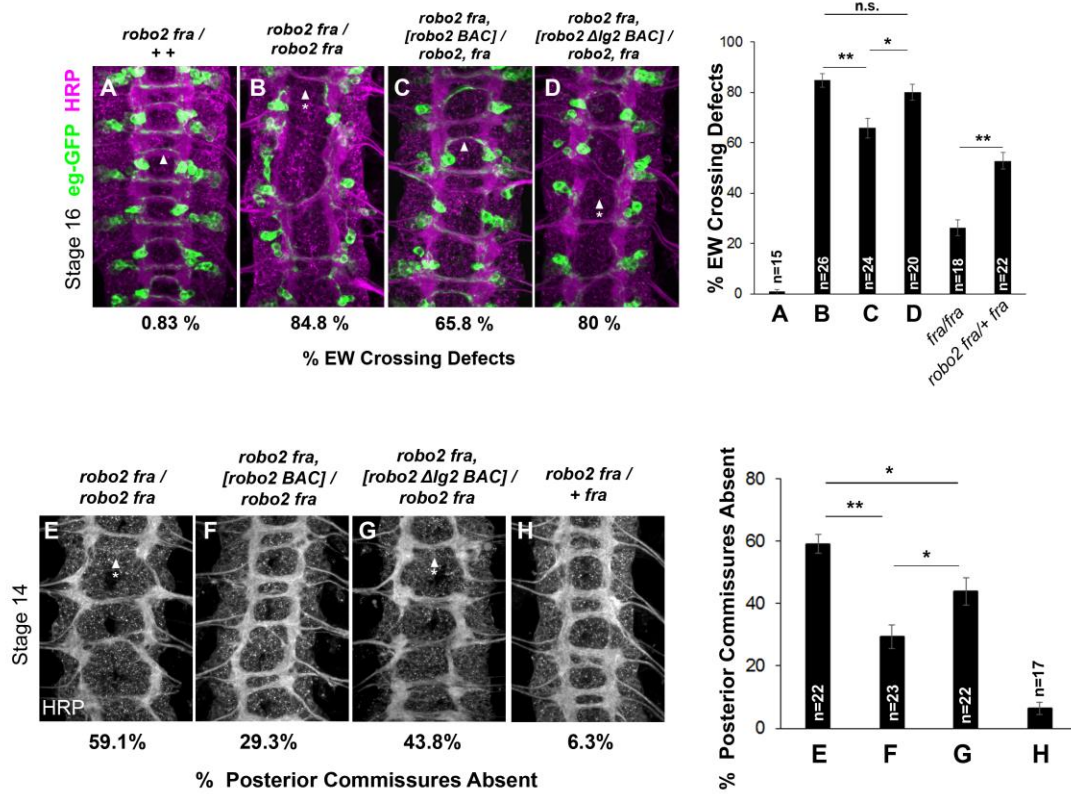 robo2 fra /
+ +
robo2 fra /
robo2 fra
robo2 fra,
[robo2 BAC] /
robo2, fra
robo2 fra,
[robo2 ΔIg2 BAC] /
robo2, fra
Stage 16 eg-GFP HRP
A
B
*
C
D
*
0.83 %
84.8 %
65.8 %
80 %
% EW Crossing Defects
% EW Crossing Defects
100
80
60
40
20
0
n.s.
**
*
**
n=15
n=26
n=24
n=20
n=18
n=22
A
B
C
D
fra/fra
robo2 fra/+ fra
robo2 fra /
robo2 fra
robo2 fra,
[robo2 BAC] /
robo2 fra
robo2 fra,
[robo2 ΔIg2 BAC] /
robo2 fra
robo2 fra /
+ fra
Stage 14
E
*
HRP
F
G
*
H
59.1%
29.3%
43.8%
6.3%
% Posterior Commissures Absent
% Posterior Commissures Absent
80
60
40
20
0
*
**
*
n=22
n=23
n=22
n=17
E
F
G
H